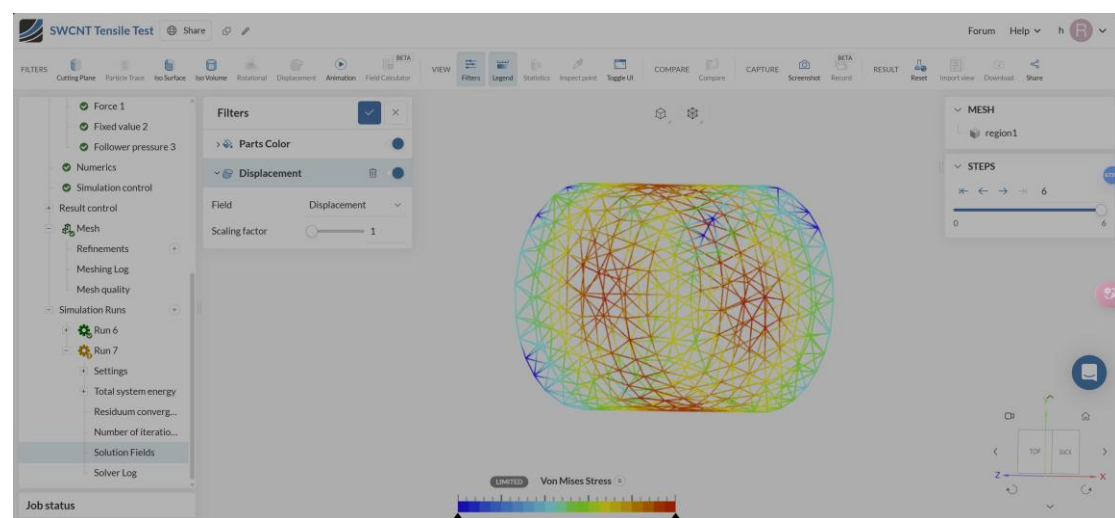 SWCNT Tensile Test Share
Forum Help h R
FILTERS Cutting Plane Particle Trace Iso Surface Iso Volume Rotational Displacement Animation BETA Field Calculator VIEW Filters Legend Statistics Inspect point Toggle UI COMPARE Compare CAPTURE Screenshot BETA Record RESULT Reset Import view Download Share
Force 1
Fixed value 2
Follower pressure 3
Numerics
Simulation control
Result control
Mesh
Refinements
Meshing Log
Mesh quality
Simulation Runs
Run 6
Run 7
Settings
Total system energy
Residuum converg...
Number of iteratio...
Solution Fields
Solver Log
Job status
Filters
Parts Color
Displacement
Field Displacement
Scaling factor 1
MESH
region1
STEPS
6
0 6
TOP BACK
Z X
LIMITED Von Mises Stress